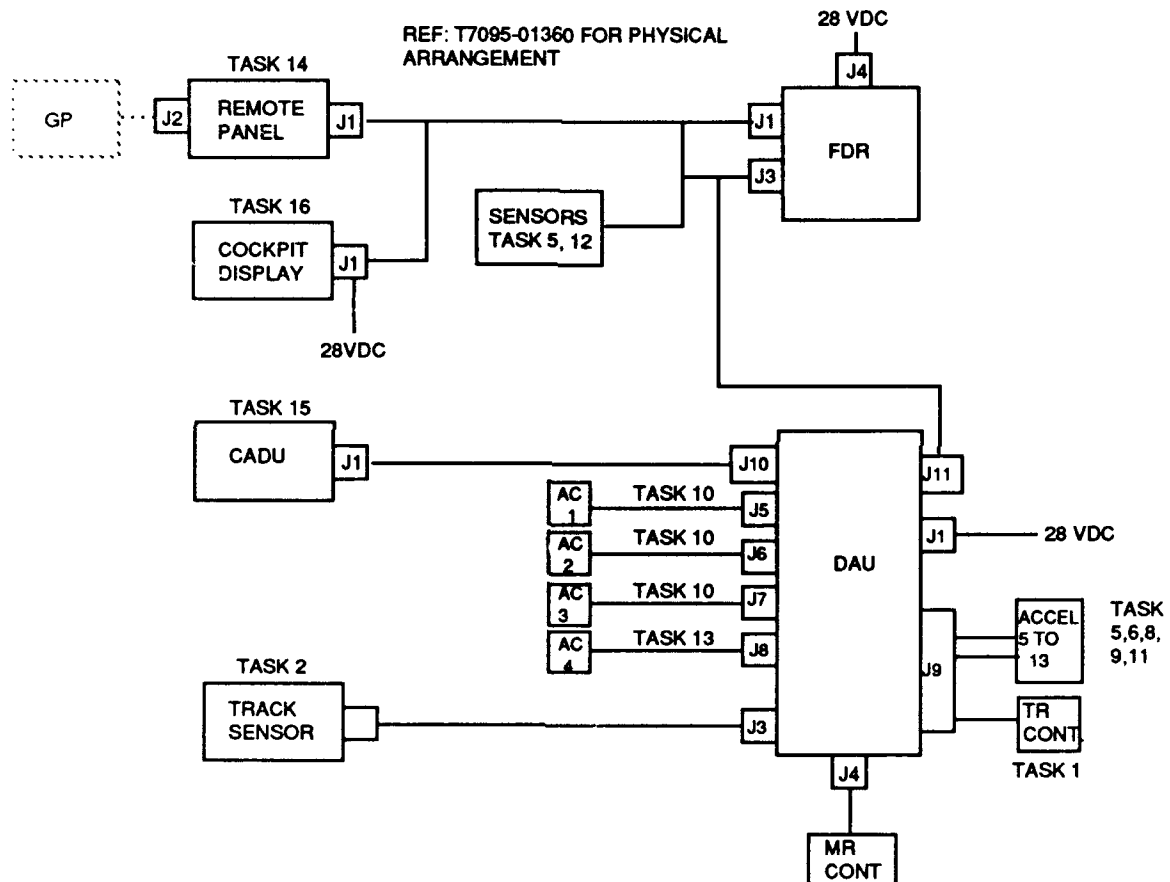 28 VDC
REF: T7095-01360 FOR PHYSICAL
ARRANGEMENT
TASK 14
J4
GP
J2
REMOTE
PANEL
J1
J1
FDR
J3
TASK 16
SENSORS
TASK 5, 12
COCKPIT
DISPLAY
J1
28VDC
TASK 15
CADU
J1
J10
J11
AC
1
TASK 10
J5
J1
28 VDC
AC
2
TASK 10
J6
DAU
AC
3
TASK 10
J7
ACCEL
5 TO
13
TASK
5,6,8,
9,11
AC
4
TASK 13
J8
J9
TASK 2
TRACK
SENSOR
J3
TR
CONT.
TASK 1
J4
MR
CONT